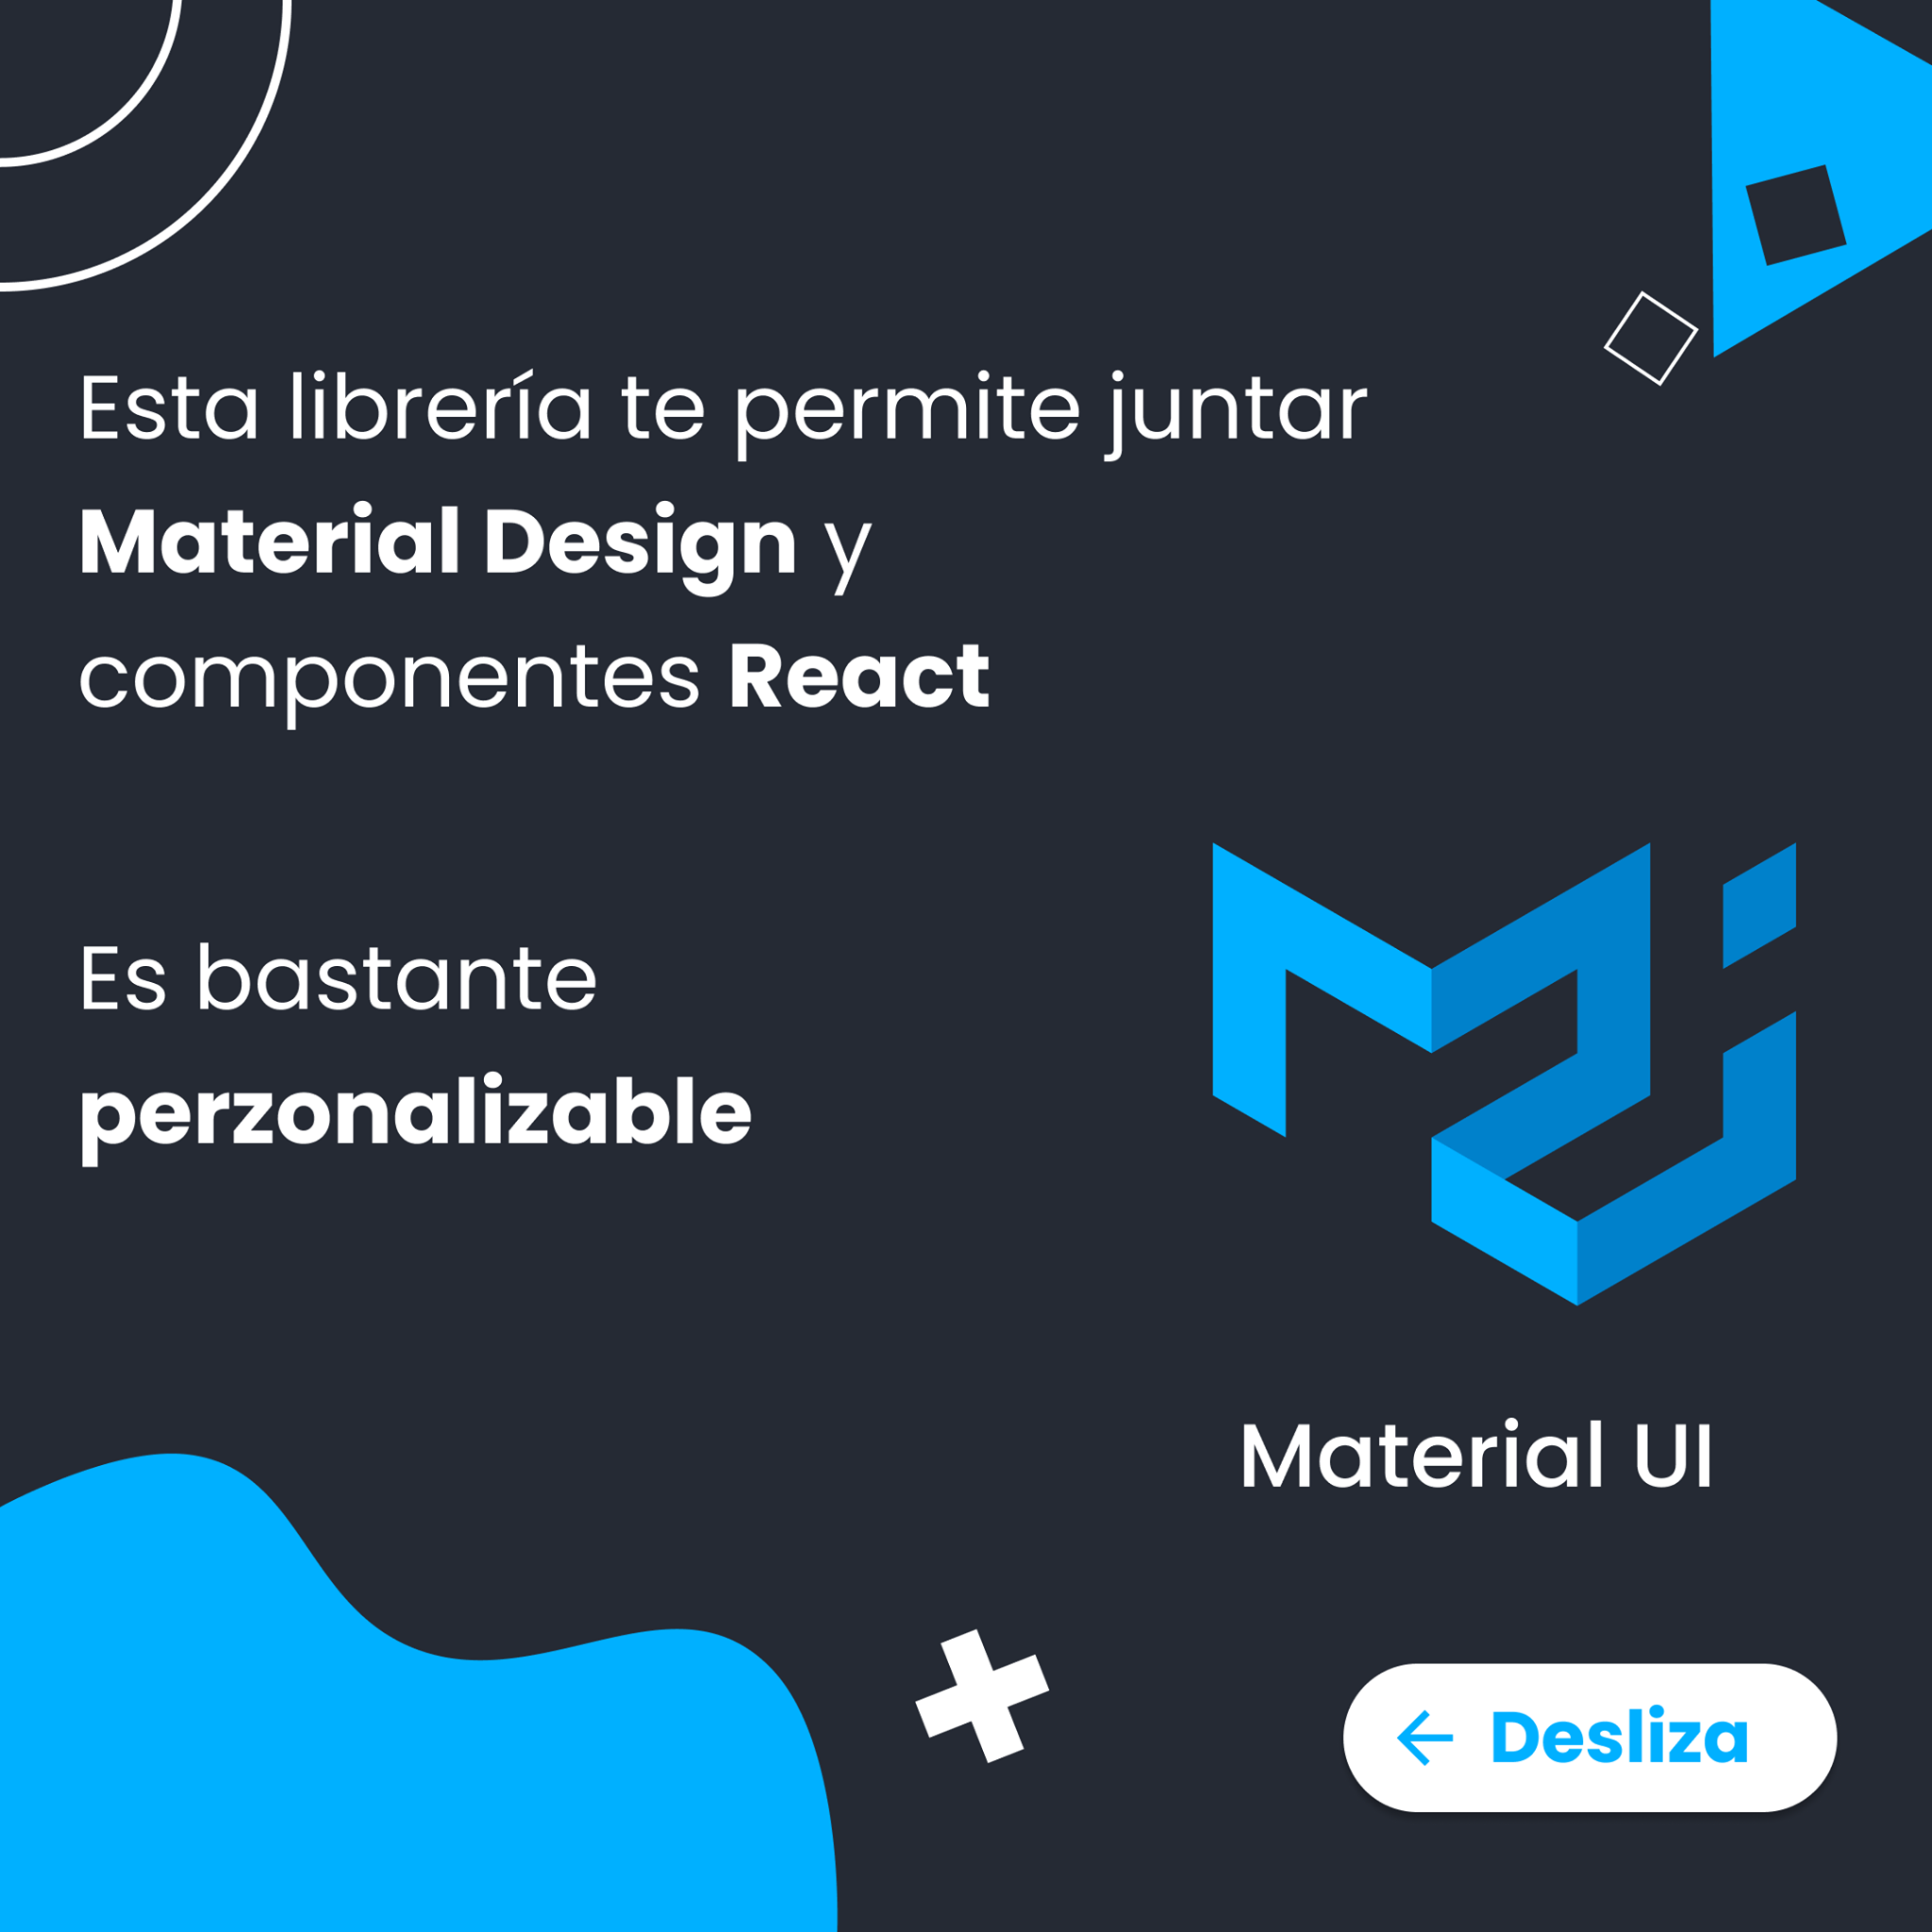 Esta librería te permite juntar
Material Design y
componentes React
Es bastante
perzonalizable
Material UI
Desliza